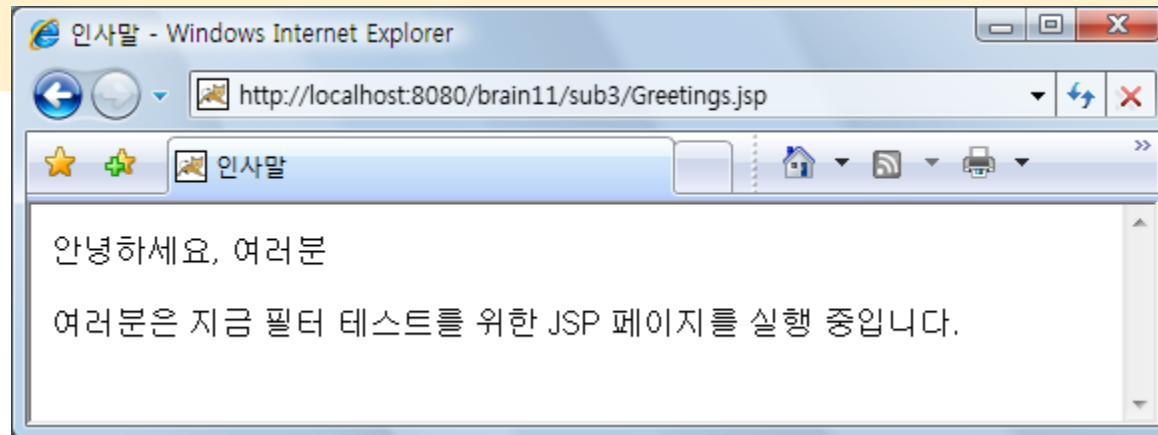 인사말 - Windows Internet Explorer
http://localhost:8080/brain11/sub3/Greetings.jsp
인사말
안녕하세요, 여러분
여러분은 지금 필터 테스트를 위한 JSP 페이지를 실행 중입니다.